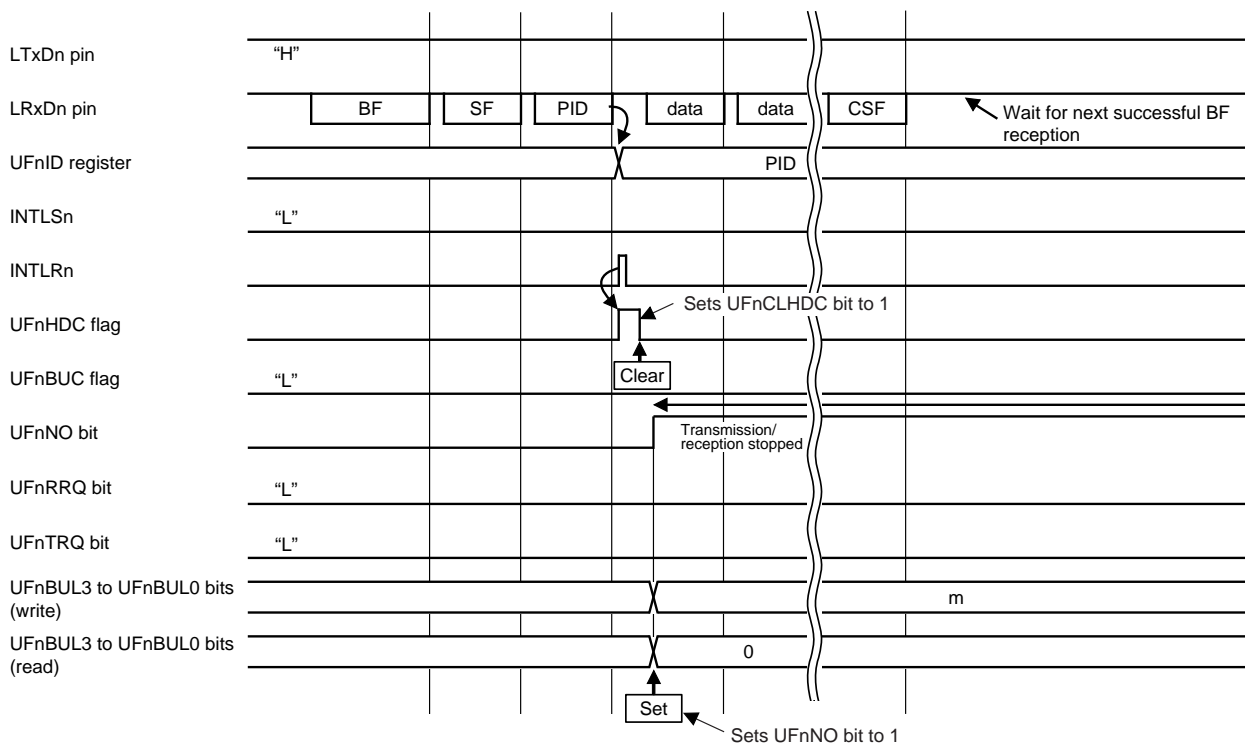 LTxDn pin
“H”
LRxDn pin
BF
SF
PID
data
data
CSF
Wait for next successful BF
reception
UFnID register
PID
INTLSn
“L”
INTLRn
Sets UFnCLHDC bit to 1
UFnHDC flag
Clear
UFnBUC flag
“L”
UFnNO bit
Transmission/
reception stopped
UFnRRQ bit
“L”
UFnTRQ bit
“L”
UFnBUL3 to UFnBUL0 bits
(write)
m
UFnBUL3 to UFnBUL0 bits
(read)
0
Set
Sets UFnNO bit to 1